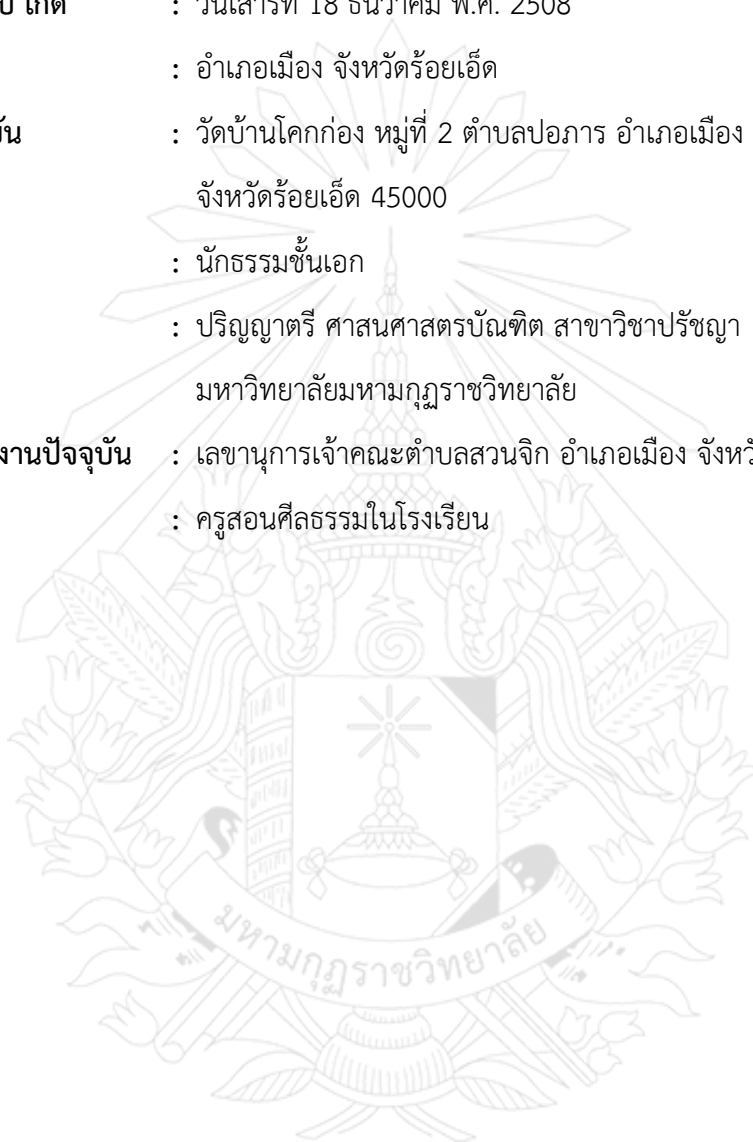 เกิด : วันเสาร์ที่ 18 ธันวาคม พ.ศ. 2508
: อำเภอเมือง จังหวัดร้อยเอ็ด
: วัดบ้านโคกก่อง หมู่ที่ 2 ตำบลปอภาร อำเภอเมือง
จังหวัดร้อยเอ็ด 45000
: นักธรรมชั้นเอก
: ปริญญาตรี ศาสนศาสตรบัณฑิต สาขาวิชาปรัชญา
มหาวิทยาลัยมหามกุฏราชวิทยาลัย
งานปัจจุบัน : เลขานุการเจ้าคณะตำบลสวนจิก อำเภอเมือง
: ครูสอนศีลธรรมในโรงเรียน
มหามกุฏราชวิทยาลัย